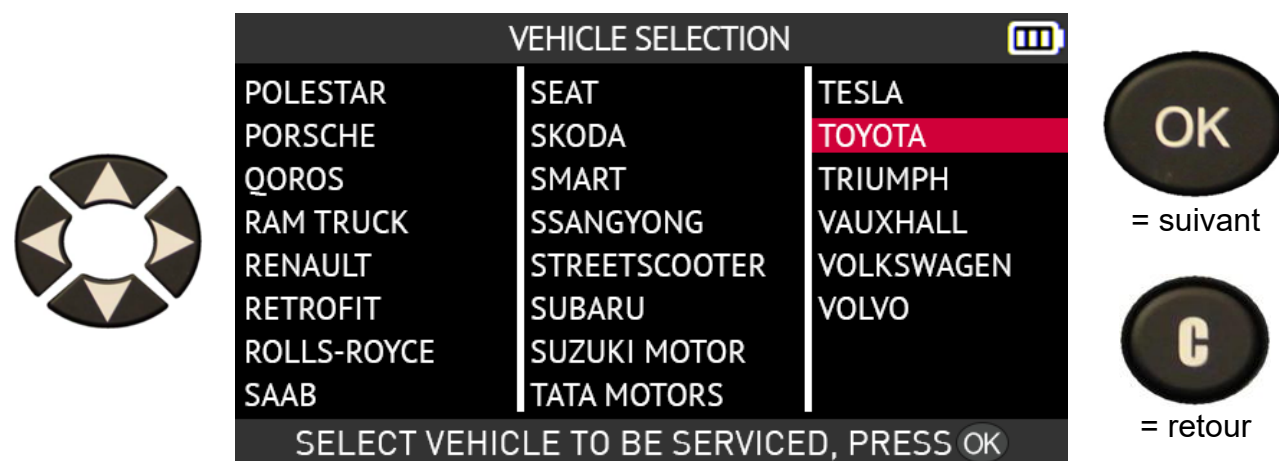 VEHICLE SELECTION
POLESTAR
PORSCHE
QOROS
RAM TRUCK
RENAULT
RETROFIT
ROLLS-ROYCE
SAAB
SEAT
SKODA
SMART
SSANGYONG
STREETSCOOTER
SUBARU
SUZUKI MOTOR
TATA MOTORS
TESLA
TOYOTA
TRIUMPH
VAUXHALL
VOLKSWAGEN
VOLVO
SELECT VEHICLE TO BE SERVICED, PRESS OK
OK
= suivant
C
= retour